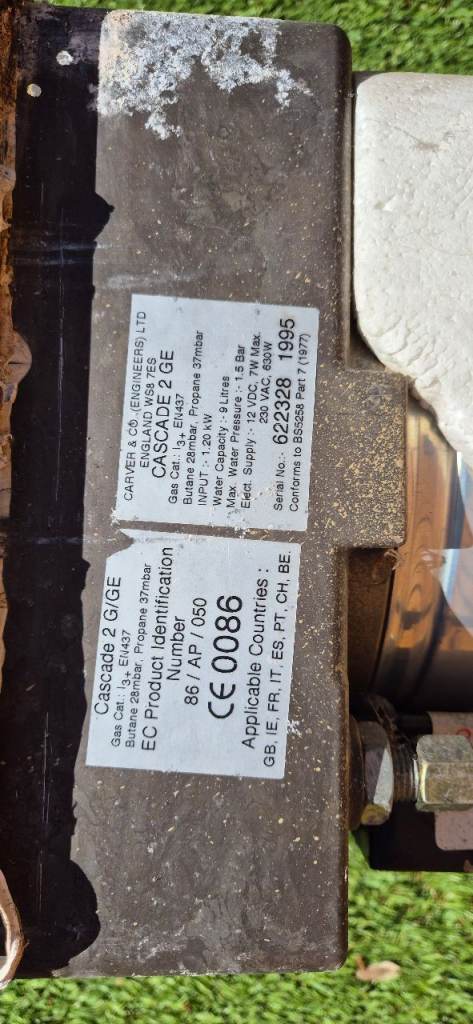 CARVER & CO (ENGINEERS) LTD
ENGLAND WS8 7ES
CASCADE 2 GE
Gas Cat.: I3+ EN437
Butane 28mbar, Propane 37mbar
INPUT :- 1.20 kW
Water Capacity :- 9 Litres
Max. Water Pressure :- 1.5 Bar
Elect. Supply :- 12 VDC, 7W Max.
230 VAC, 630W
Serial No.:- 622328 1995
Conforms to BS5258 Part 7 (1977)
Cascade 2 G/GE
Gas Cat.: I3+ EN437
Butane 28mbar, Propane 37mbar
EC Product Identification
Number
86 / AP / 050
CE 0086
Applicable Countries :
GB, IE, FR, IT, ES, PT, CH, BE.